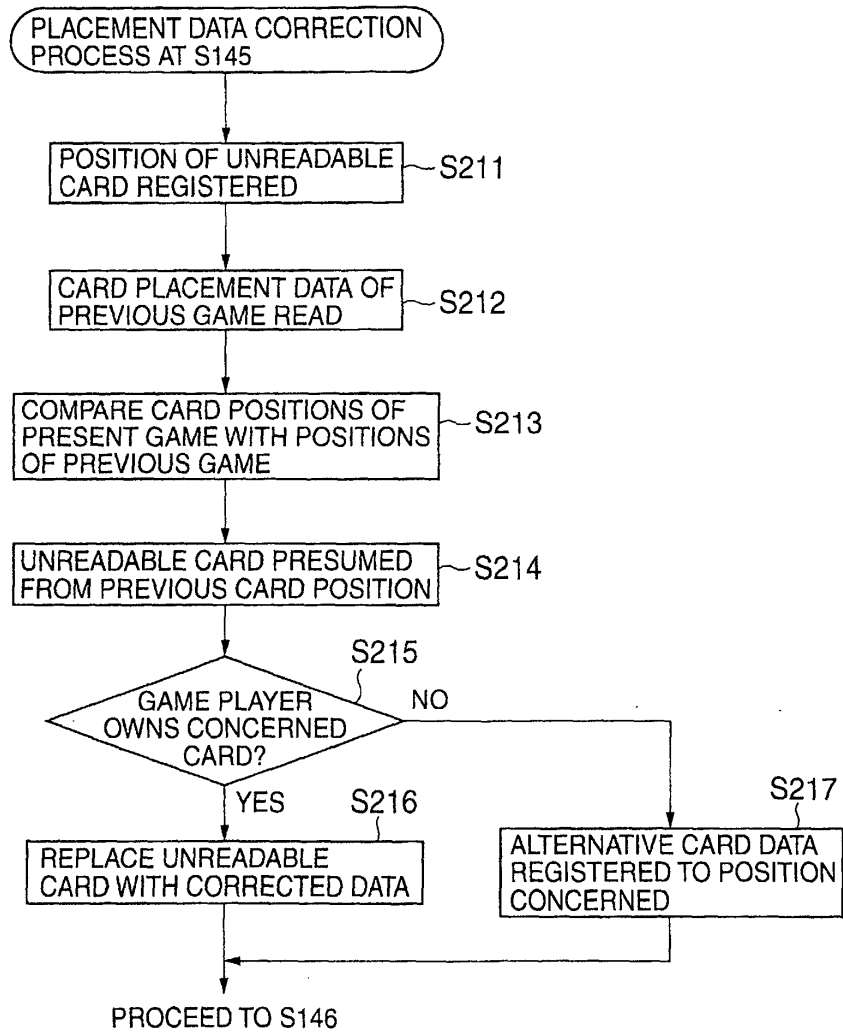 PLACEMENT DATA CORRECTION
PROCESS AT S145
POSITION OF UNREADABLE
CARD REGISTERED
S211
CARD PLACEMENT DATA OF
PREVIOUS GAME READ
S212
COMPARE CARD POSITIONS OF
PRESENT GAME WITH POSITIONS
OF PREVIOUS GAME
S213
UNREADABLE CARD PRESUMED
FROM PREVIOUS CARD POSITION
S214
S215
GAME PLAYER
OWNS CONCERNED
CARD?
NO
YES
S216
REPLACE UNREADABLE
CARD WITH CORRECTED DATA
S217
ALTERNATIVE CARD DATA
REGISTERED TO POSITION
CONCERNED
PROCEED TO S146